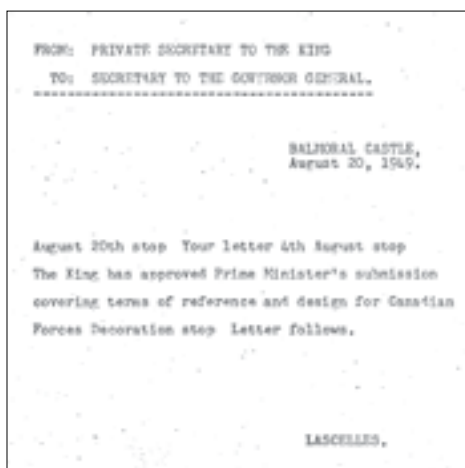 FROM: PRIVATE SECRETARY TO THE KING
TO: SECRETARY TO THE GOVERNOR GENERAL.
BALMORAL CASTLE,
August 20, 1949.
August 20th stop Your letter 4th August stop
The King has approved Prime Minister's submission
covering terms of reference and design for Canadian
Forces Decoration stop Letter follows.
LASCELLES.